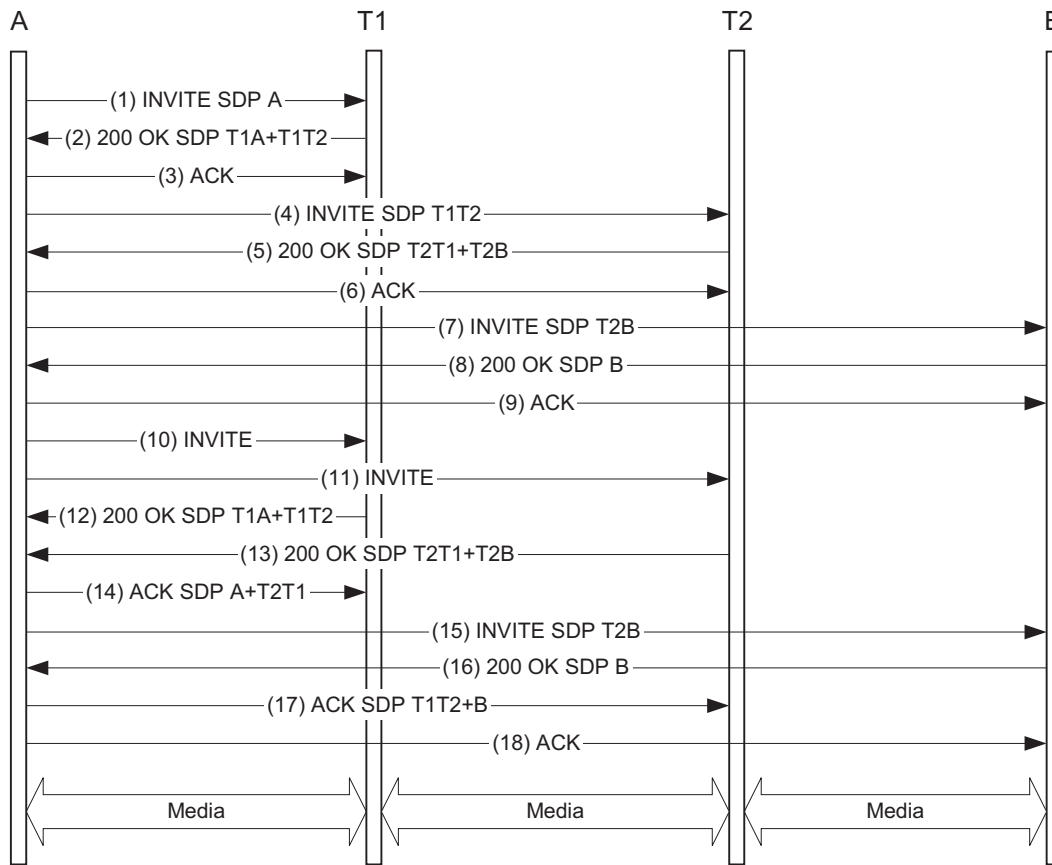 A
T1
T2
(1) INVITE SDP A
(2) 200 OK SDP T1A+T1T2
(3) ACK
(4) INVITE SDP T1T2
(5) 200 OK SDP T2T1+T2B
(6) ACK
(7) INVITE SDP T2B
(8) 200 OK SDP B
(9) ACK
(10) INVITE
(11) INVITE
(12) 200 OK SDP T1A+T1T2
(13) 200 OK SDP T2T1+T2B
(14) ACK SDP A+T2T1
(15) INVITE SDP T2B
(16) 200 OK SDP B
(17) ACK SDP T1T2+B
(18) ACK
Media
Media
Media